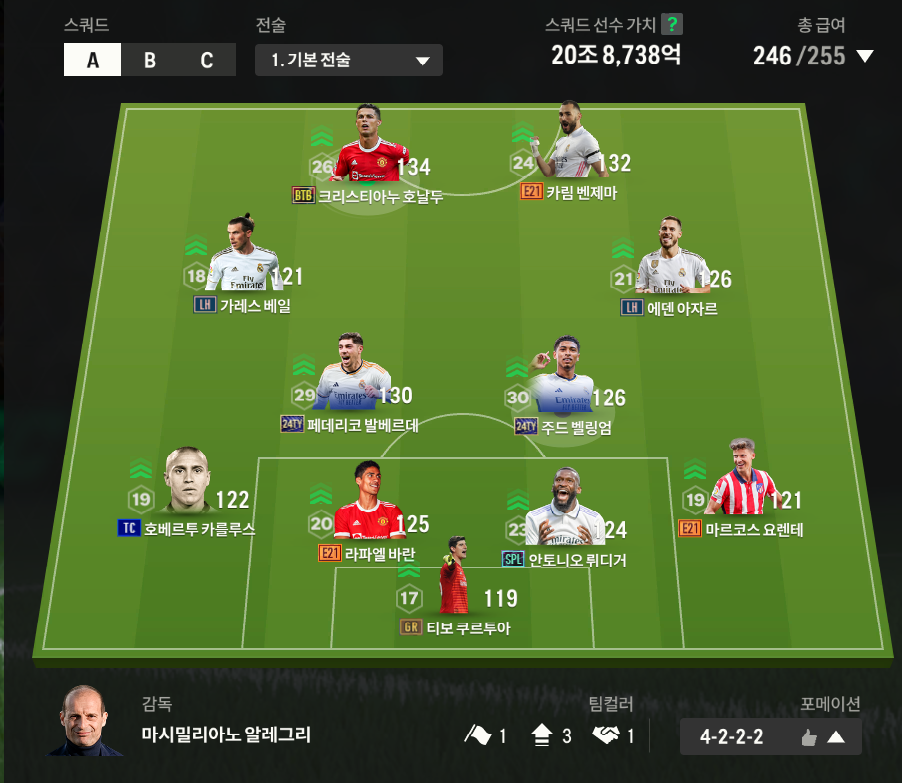 스쿼드
전술
스쿼드 선수 가치 ?
총 급여
A B C
1. 기본 전술
20조 8,738억
246 /255
26 134
BTB 크리스티아누 호날두
24 132
E21 카림 벤제마
18 121
LH 가레스 베일
21 126
LH 에덴 아자르
29 130
24TY 페데리코 발베르데
30 126
24TY 주드 벨링엄
19 122
TC 호베르투 카를루스
20 125
E21 라파엘 바란
23 124
SPL 안토니오 뤼디거
19 121
E21 마르코스 요렌테
17 119
GR 티보 쿠르투아
감독
마시밀리아노 알레그리
팀컬러
1 3 1
포메이션
4-2-2-2